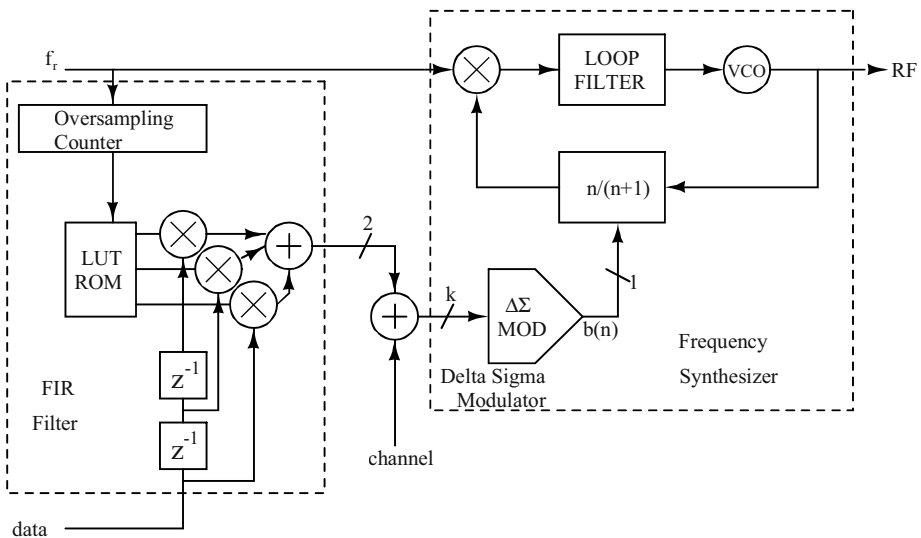 f_r
LOOP
FILTER
VCO
RF
Oversampling
Counter
n/(n+1)
2
LUT
ROM
k
ΔΣ
MOD
b(n)
1
Frequency
Synthesizer
z^-1
FIR
Filter
Delta Sigma
Modulator
z^-1
channel
data